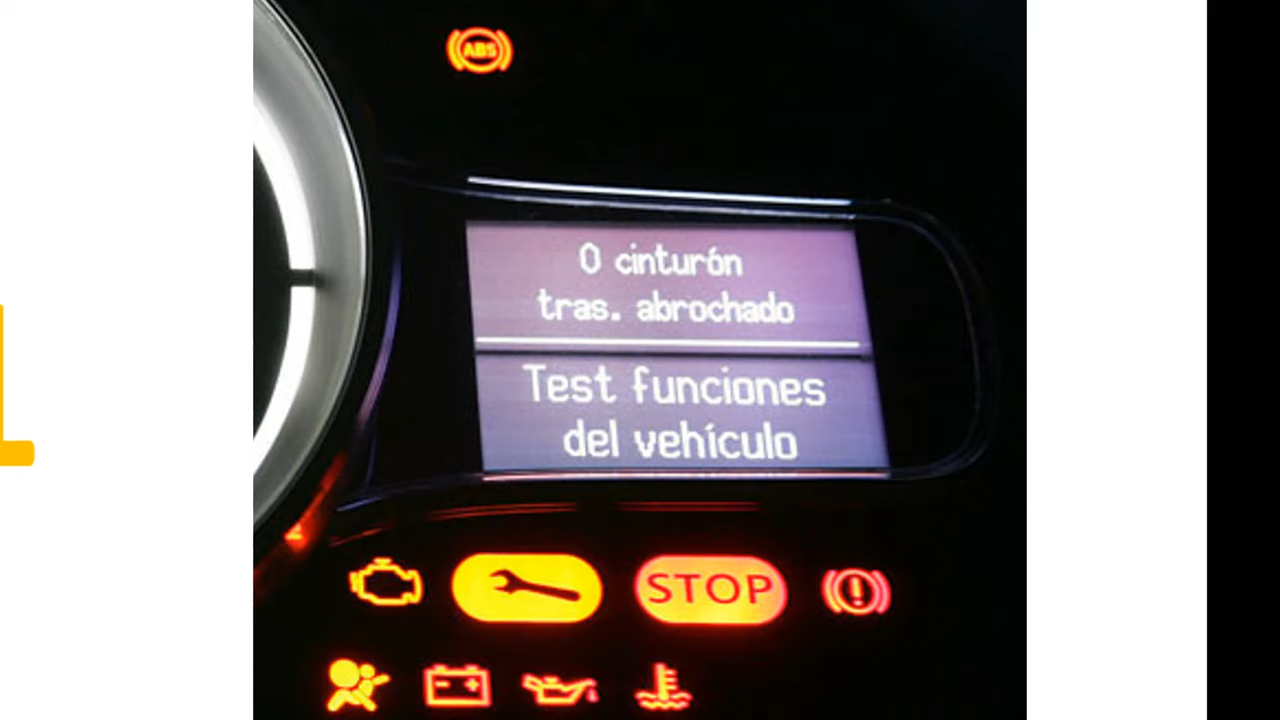 ABS
0 cinturón
tras. abrochado
Test funciones
del vehículo
STOP